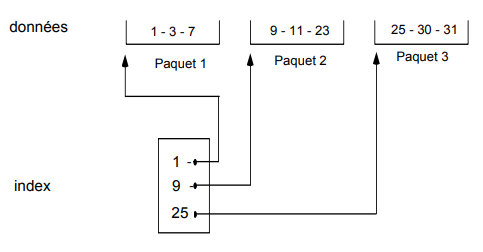 données
1 - 3 - 7
9 - 11 - 23
25 - 30 - 31
Paquet 1
Paquet 2
Paquet 3
index
1 -
9 -
25